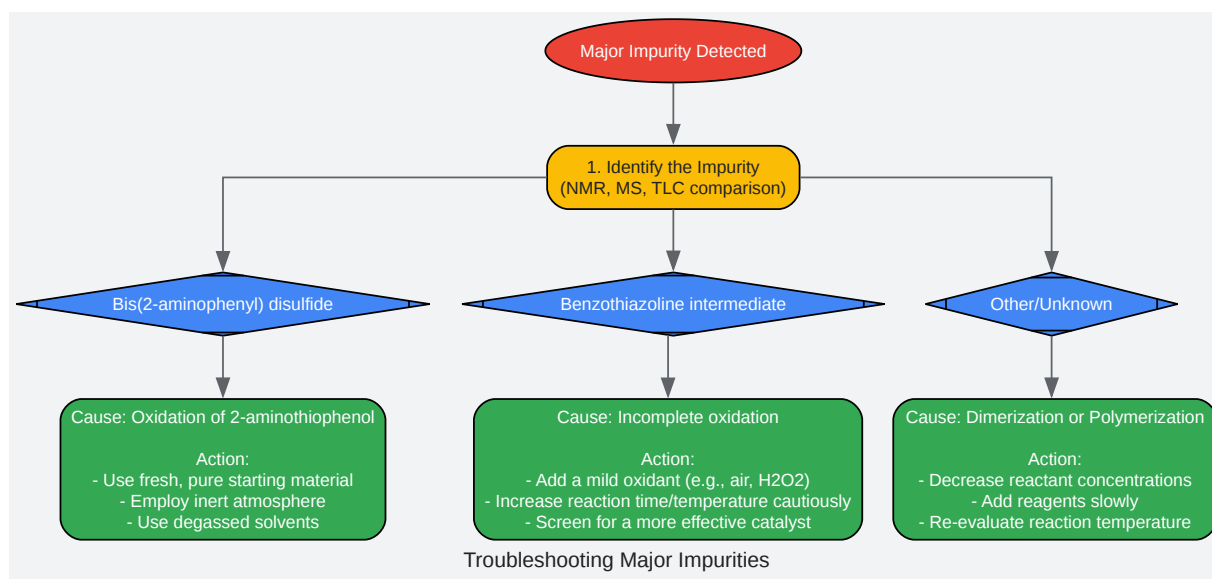 Major Impurity Detected
1. Identify the Impurity
(NMR, MS, TLC comparison)
Bis(2-aminophenyl) disulfide
Benzothiazoline intermediate
Other/Unknown
Cause: Oxidation of 2-aminothiophenol
Action:
- Use fresh, pure starting material
- Employ inert atmosphere
- Use degassed solvents
Cause: Incomplete oxidation
Action:
- Add a mild oxidant (e.g., air, H2O2)
- Increase reaction time/temperature cautiously
- Screen for a more effective catalyst
Cause: Dimerization or Polymerization
Action:
- Decrease reactant concentrations
- Add reagents slowly
- Re-evaluate reaction temperature
Troubleshooting Major Impurities